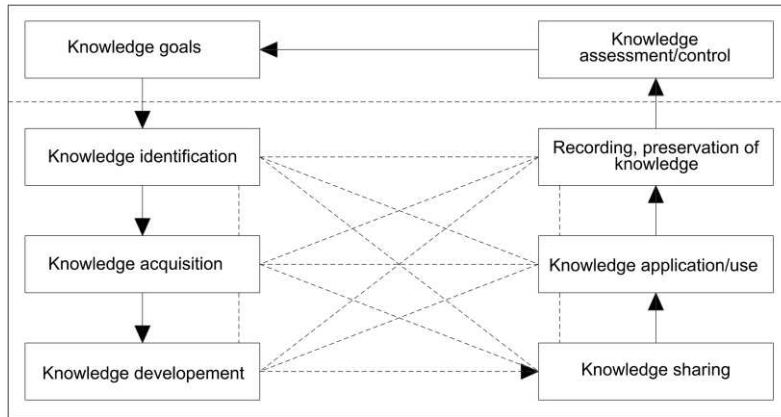 Knowledge goals
Knowledge
assessment/control
Knowledge identification
Recording, preservation of
knowledge
Knowledge acquisition
Knowledge application/use
Knowledge developement
Knowledge sharing